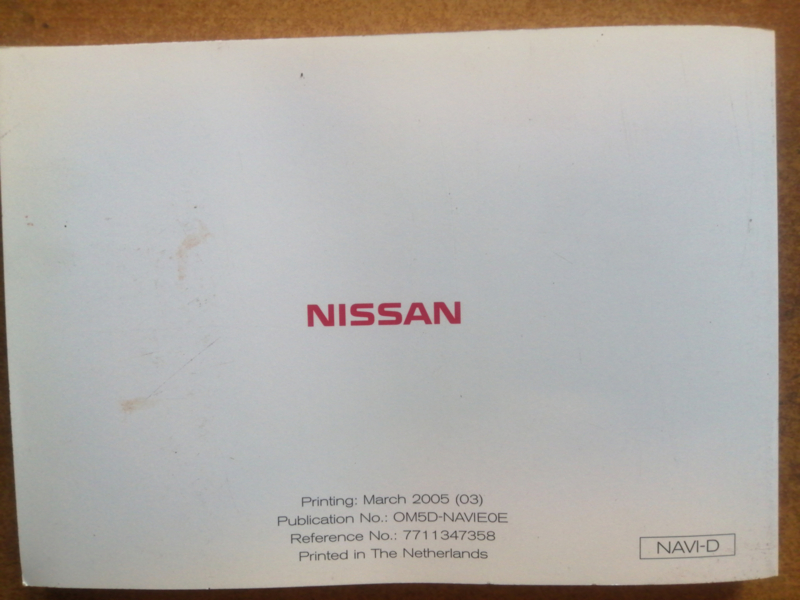 NISSAN
Printing: March 2005 (03)
Publication No.: OM5D-NAVIE0E
Reference No.: 7711347358
Printed in The Netherlands
NAVI-D